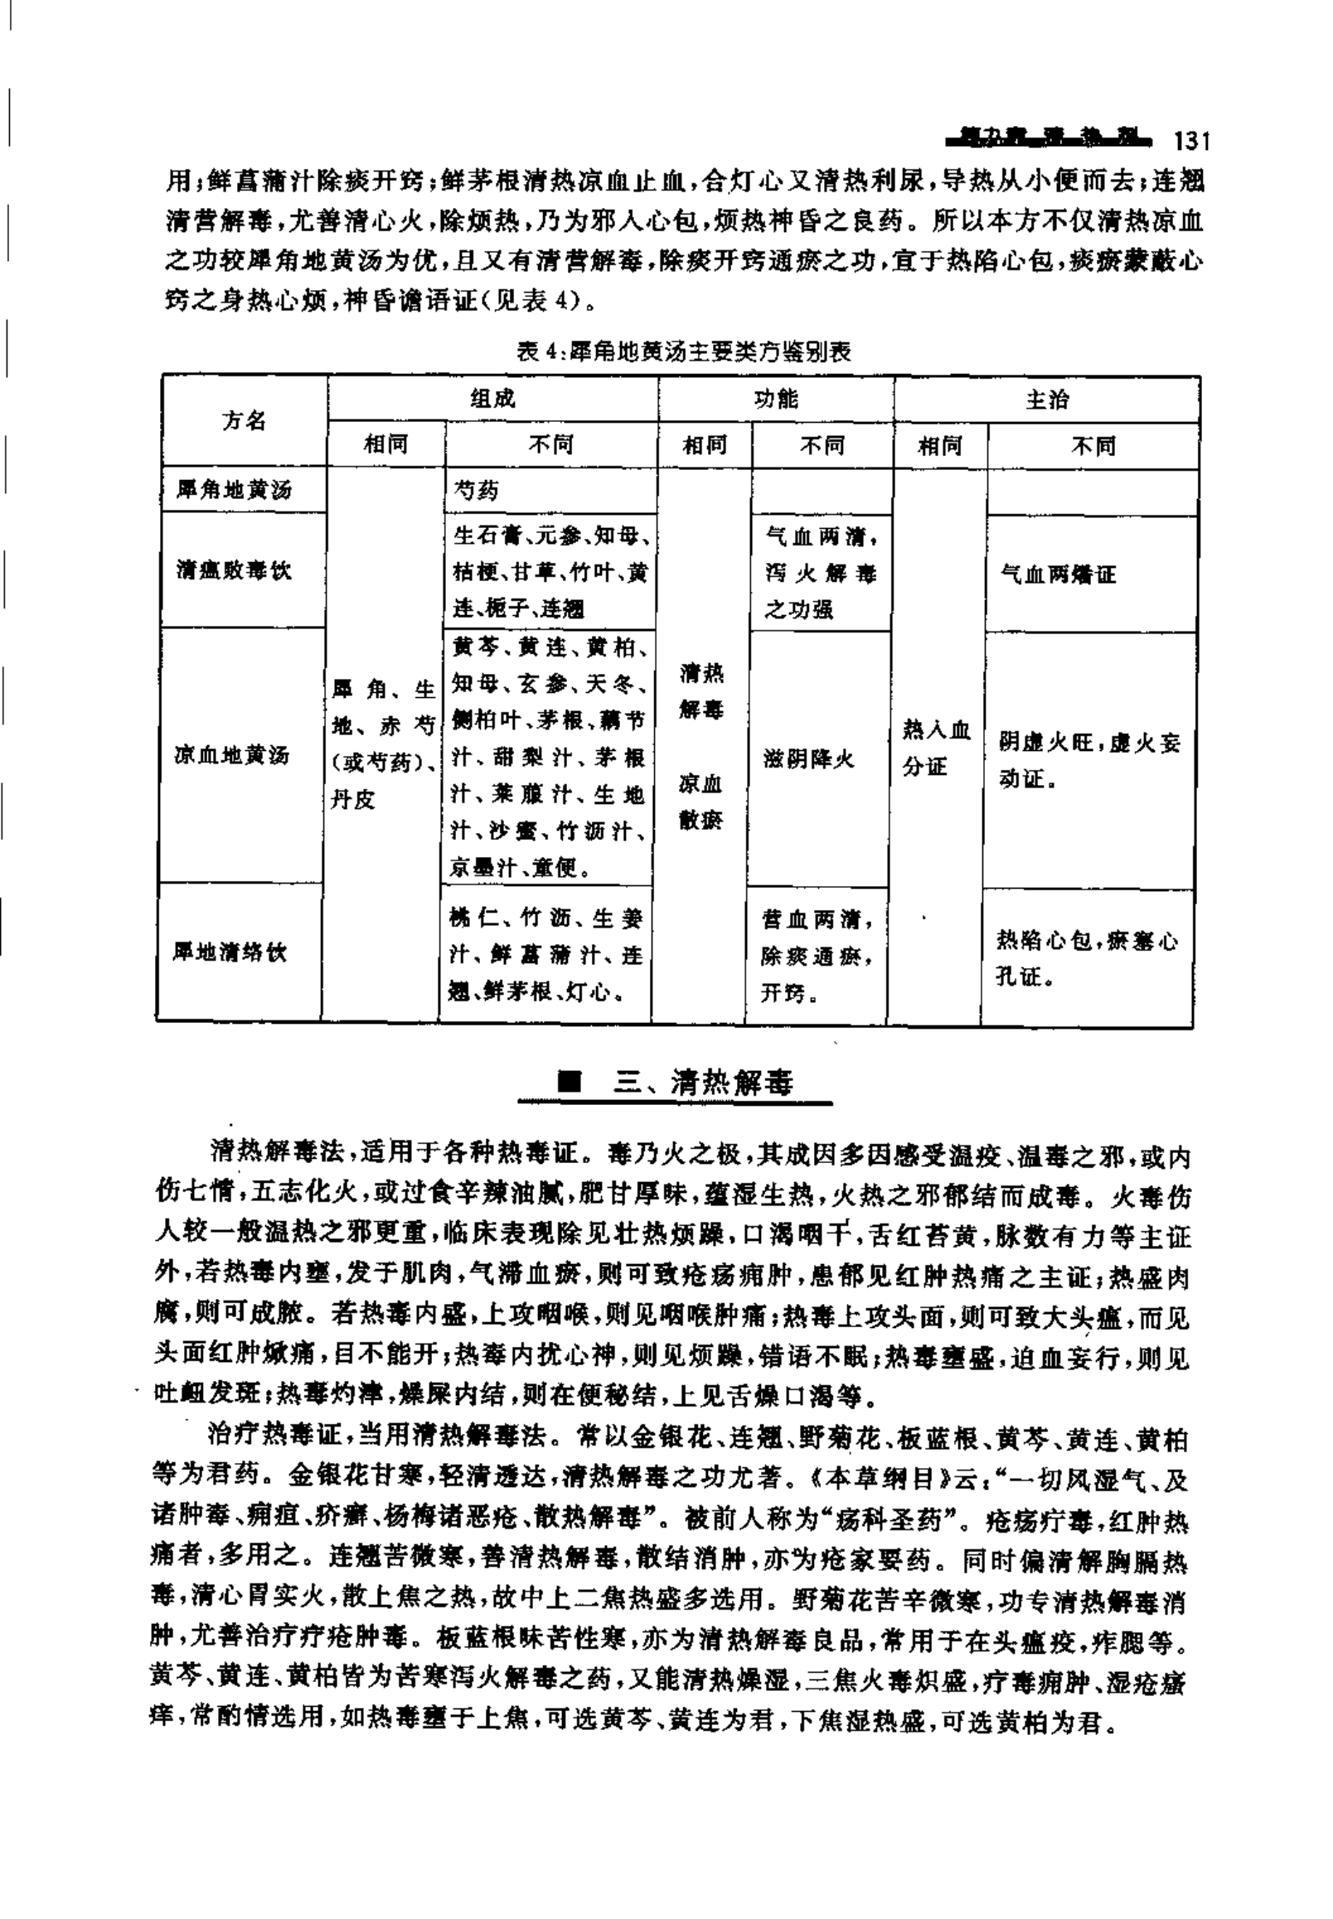 第九章 清热剂 131
用；鲜菖蒲汁除痰开窍；鲜茅根清热凉血止血，合灯心又清热利尿，导热从小便而去；连翘
清营解毒，尤善清心火，除烦热，乃为邪入心包，烦热神昏之良药。所以本方不仅清热凉血
之功较犀角地黄汤为优，且又有清营解毒，除痰开窍通瘀之功，宜于热陷心包，痰瘀蒙蔽心
窍之身热心烦，神昏谵语证（见表 4）。
表 4：犀角地黄汤主要类方鉴别表
方名 组成 功能 主治
相同 不同 相同 不同 相同 不同
犀角地黄汤 芍药
清瘟败毒饮
生石膏、元参、知母、
桔梗、甘草、竹叶、黄
连、栀子、连翘
气血两清，
泻火解毒
之功强
气血两燔证
犀角、生
地、赤芍
（或芍药）、
丹皮
清热
解毒
凉血
散瘀
热入血
分证
凉血地黄汤
黄芩、黄连、黄柏、
知母、玄参、天冬、
侧柏叶、茅根、藕节
汁、甜梨汁、茅根
汁、莱菔汁、生地
汁、沙蜜、竹沥汁、
京墨汁、童便。
滋阴降火
阴虚火旺，虚火妄
动证。
犀地清络饮
桃仁、竹沥、生姜
汁、鲜菖蒲汁、连
翘、鲜茅根、灯心。
营血两清，
除痰通瘀，
开窍。
热陷心包，瘀塞心
孔证。
■ 三、清热解毒
清热解毒法，适用于各种热毒证。毒乃火之极，其成因多因感受温疫、温毒之邪，或内
伤七情，五志化火，或过食辛辣油腻，肥甘厚味，蕴湿生热，火热之邪郁结而成毒。火毒伤
人较一般温热之邪更重，临床表现除见壮热烦躁，口渴咽干，舌红苔黄，脉数有力等主证
外，若热毒内壅，发于肌肉，气滞血瘀，则可致疮疡痈肿，患部见红肿热痛之主证；热盛肉
腐，则可成脓。若热毒内盛，上攻咽喉，则见咽喉肿痛；热毒上攻头面，则可致大头瘟，而见
头面红肿焮痛，目不能开；热毒内扰心神，则见烦躁，错语不眠；热毒壅盛，迫血妄行，则见
吐衄发斑；热毒灼津，燥屎内结，则在便秘结，上见舌燥口渴等。
治疗热毒证，当用清热解毒法。常以金银花、连翘、野菊花、板蓝根、黄芩、黄连、黄柏
等为君药。金银花甘寒，轻清透达，清热解毒之功尤著。《本草纲目》云：“一切风湿气、及
诸肿毒、痈疽、疥癣、杨梅诸恶疮、散热解毒”。被前人称为“疡科圣药”。疮疡疔毒，红肿热
痛者，多用之。连翘苦微寒，善清热解毒，散结消肿，亦为疮家要药。同时偏清解胸膈热
毒，清心胃实火，散上焦之热，故中上二焦热盛多选用。野菊花苦辛微寒，功专清热解毒消
肿，尤善治疗疗疮肿毒。板蓝根味苦性寒，亦为清热解毒良品，常用于在头瘟疫，痄腮等。
黄芩、黄连、黄柏皆为苦寒泻火解毒之药，又能清热燥湿，三焦火毒炽盛，疗毒痈肿、湿疮瘙
痒，常酌情选用，如热毒壅于上焦，可选黄芩、黄连为君，下焦湿热盛，可选黄柏为君。